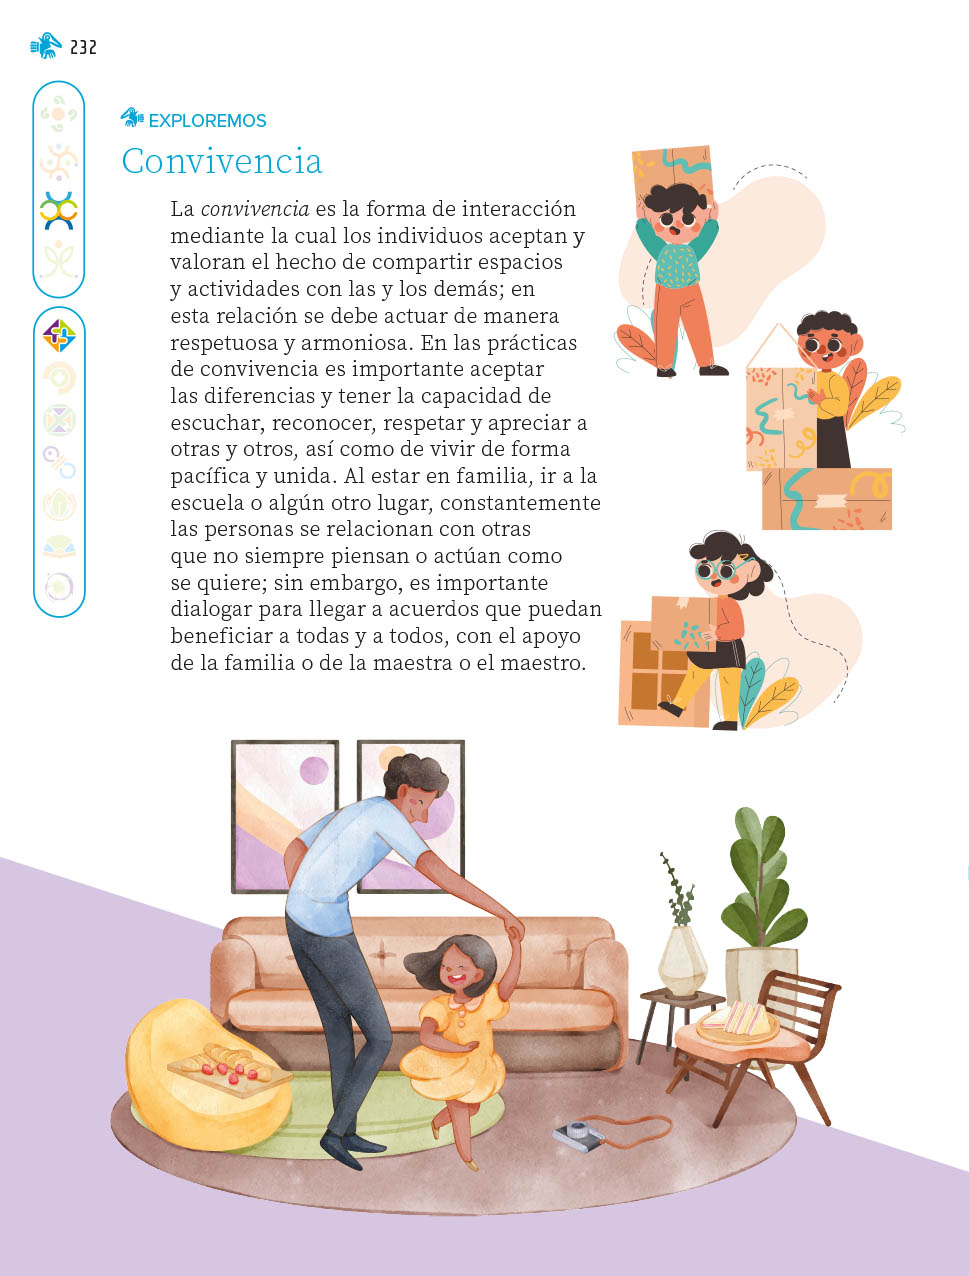 232
EXPLOREMOS
Convivencia
La convivencia es la forma de interacción
mediante la cual los individuos aceptan y
valoran el hecho de compartir espacios
y actividades con las y los demás; en
esta relación se debe actuar de manera
respetuosa y armoniosa. En las prácticas
de convivencia es importante aceptar
las diferencias y tener la capacidad de
escuchar, reconocer, respetar y apreciar a
otras y otros, así como de vivir de forma
pacífica y unida. Al estar en familia, ir a la
escuela o algún otro lugar, constantemente
las personas se relacionan con otras
que no siempre piensan o actúan como
se quiere; sin embargo, es importante
dialogar para llegar a acuerdos que puedan
beneficiar a todas y a todos, con el apoyo
de la familia o de la maestra o el maestro.